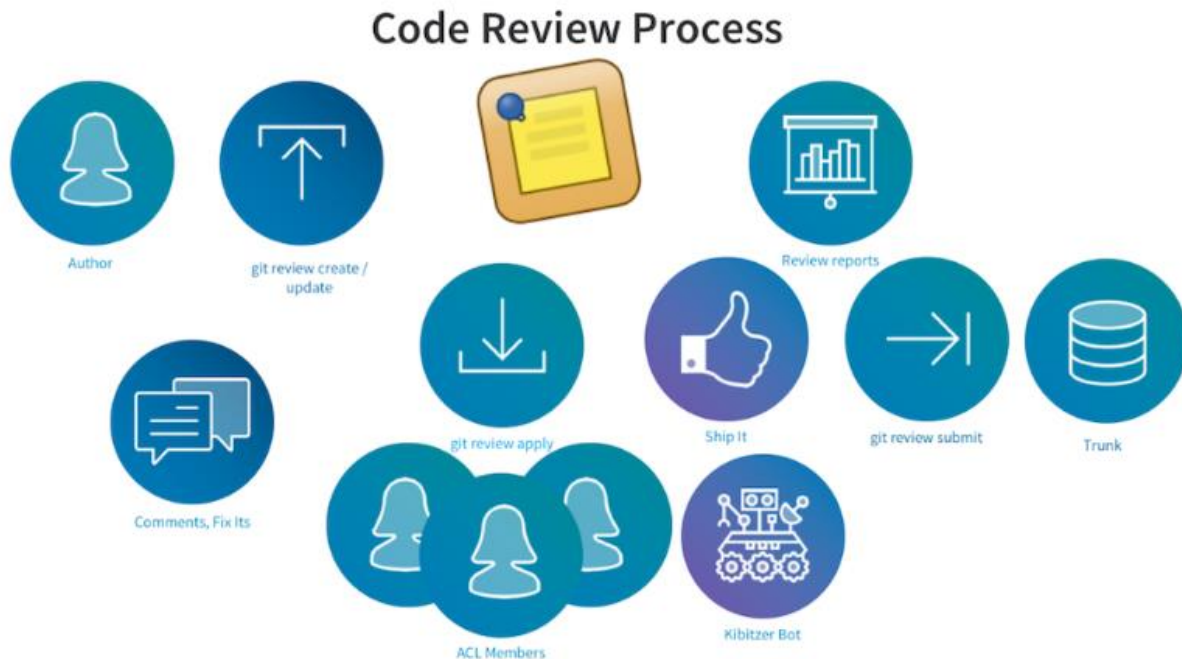 Code Review Process
Author
git review create /
update
Review reports
git review apply
Ship It
git review submit
Trunk
Comments, Fix Its
ACL Members
Kibitzer Bot